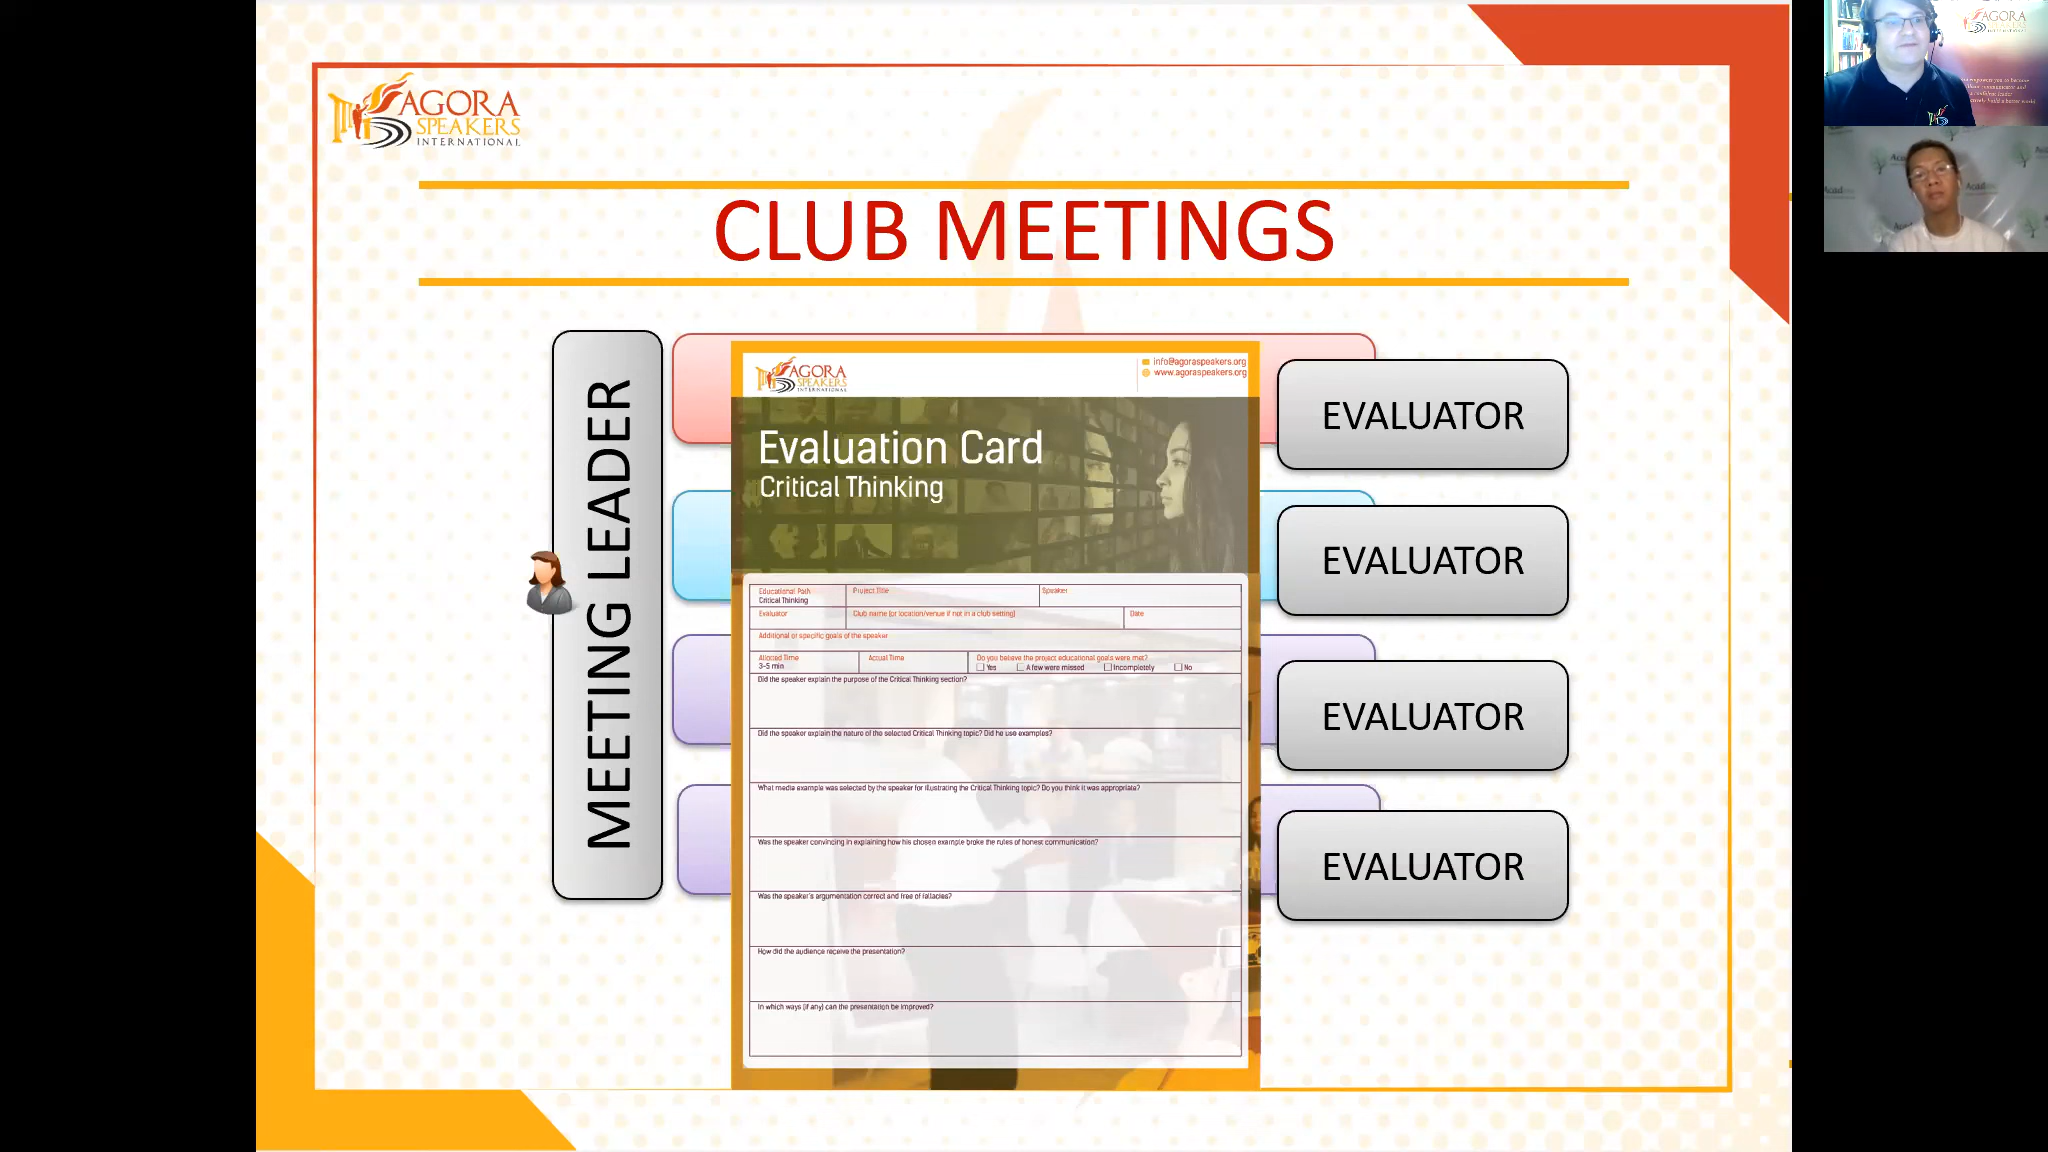 AGORA
SPEAKERS
INTERNATIONAL
CLUB MEETINGS
MEETING LEADER
AGORA
SPEAKERS
INTERNATIONAL
info@agoraspeakers.org
www.agoraspeakers.org
Evaluation Card
Critical Thinking
Educational Path
Critical Thinking
Project Title
Speaker
Evaluator
Club name (or location/venue if not in a club setting)
Date
Additional or specific goals of the speaker
Allotted Time
3-5 min
Actual Time
Do you believe the project educational goals were met?
Yes A few were missed Incompletely No
Did the speaker explain the purpose of the Critical Thinking section?
Did the speaker explain the nature of the selected Critical Thinking topic? Did he use examples?
What media example was selected by the speaker for illustrating the Critical Thinking topic? Do you think it was appropriate?
Was the speaker convincing in explaining how his chosen example broke the rules of honest communication?
Was the speaker's argumentation correct and free of fallacies?
How did the audience receive the presentation?
In which ways (if any) can the presentation be improved?
EVALUATOR
EVALUATOR
EVALUATOR
EVALUATOR
AGORA
SPEAKERS
INTERNATIONAL